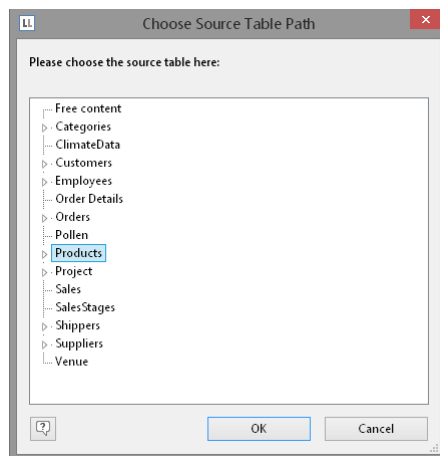 LL
Choose Source Table Path
Please choose the source table here:
Free content
Categories
ClimateData
Customers
Employees
Order Details
Orders
Pollen
Products
Project
Sales
SalesStages
Shippers
Suppliers
Venue
?
OK
Cancel